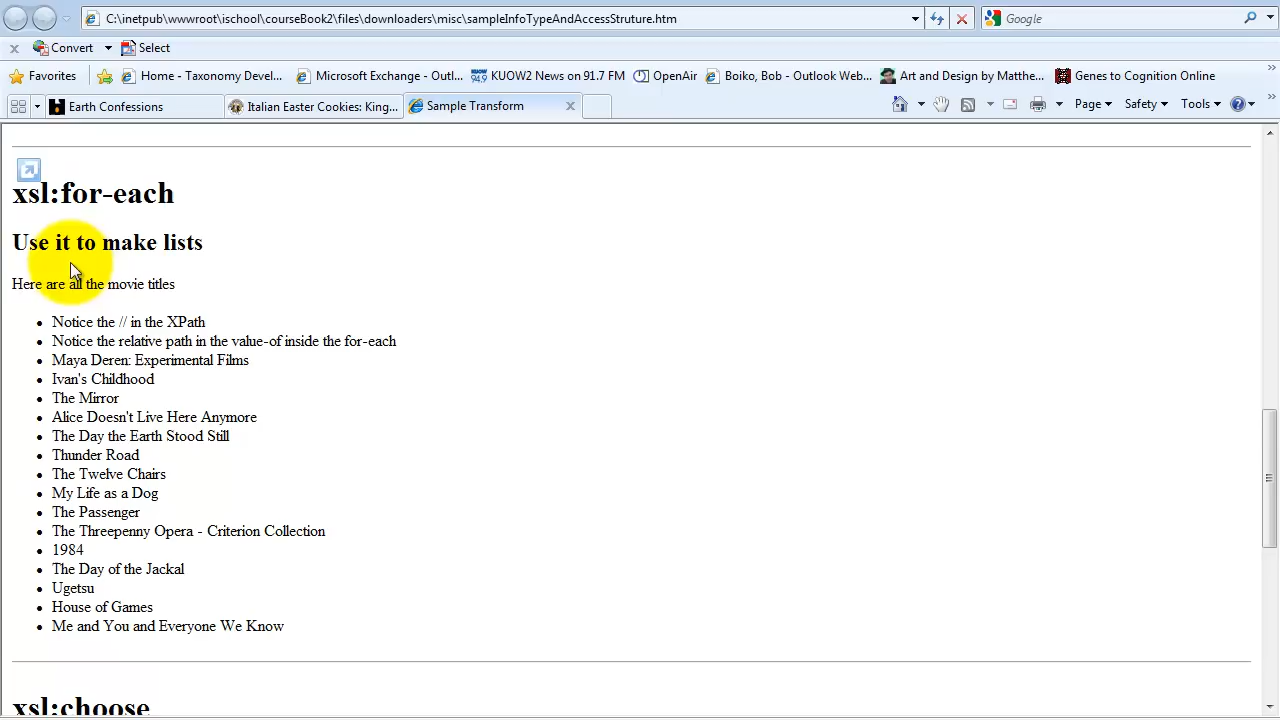 C:\inetpub\wwwroot\ischool\courseBook2\files\downloaders\misc\sampleInfoTypeAndAccessStruture.htm
Google
Convert
Select
Favorites
Home - Taxonomy Devel...
Microsoft Exchange - Outl...
94.9 KUOW2 News on 91.7 FM
OpenAir
Boiko, Bob - Outlook Web...
Art and Design by Matthe...
Genes to Cognition Online
Earth Confessions
Italian Easter Cookies: King...
Sample Transform
Page
Safety
Tools
xsl:for-each
Use it to make lists
Here are all the movie titles
Notice the // in the XPath
Notice the relative path in the value-of inside the for-each
Maya Deren: Experimental Films
Ivan's Childhood
The Mirror
Alice Doesn't Live Here Anymore
The Day the Earth Stood Still
Thunder Road
The Twelve Chairs
My Life as a Dog
The Passenger
The Threepenny Opera - Criterion Collection
1984
The Day of the Jackal
Ugetsu
House of Games
Me and You and Everyone We Know
xsl:choose